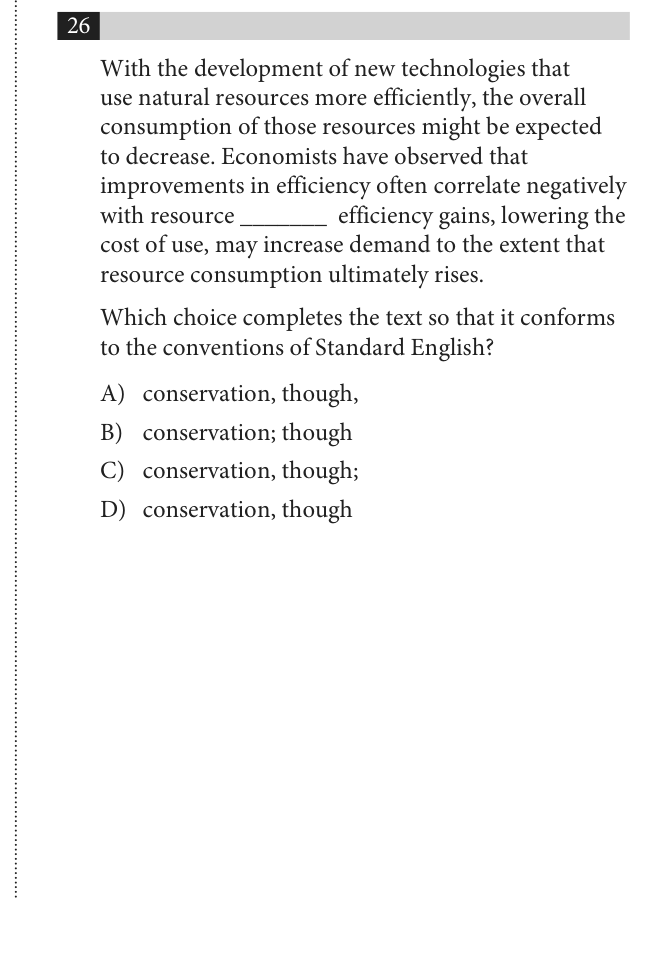 26
With the development of new technologies that
use natural resources more efficiently, the overall
consumption of those resources might be expected
to decrease. Economists have observed that
improvements in efficiency often correlate negatively
with resource _______ efficiency gains, lowering the
cost of use, may increase demand to the extent that
resource consumption ultimately rises.
Which choice completes the text so that it conforms
to the conventions of Standard English?
A) conservation, though,
B) conservation; though
C) conservation, though;
D) conservation, though